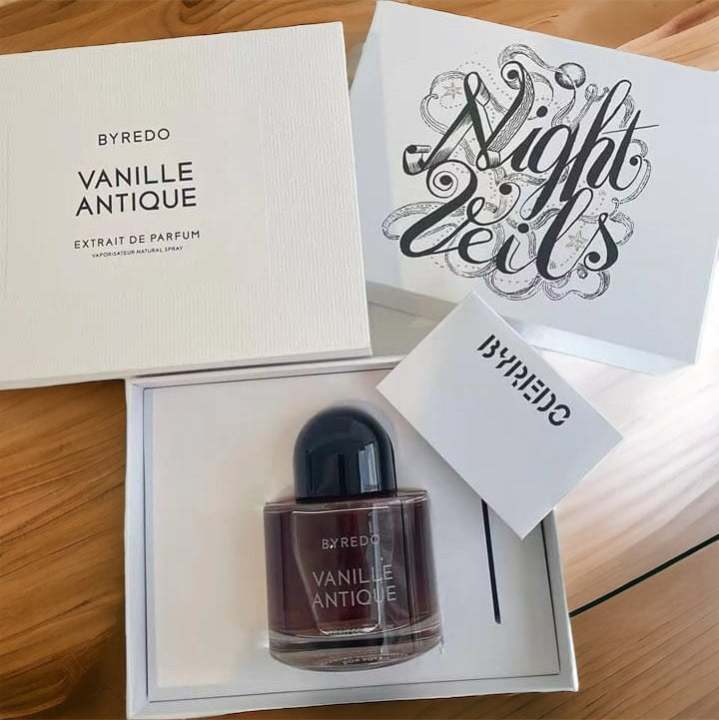 BYREDO
VANILLE
ANTIQUE
EXTRAIT DE PARFUM
VAPORISATEUR NATURAL SPRAY
Night
Veils
BYREDO
BYREDO
VANILLE
ANTIQUE